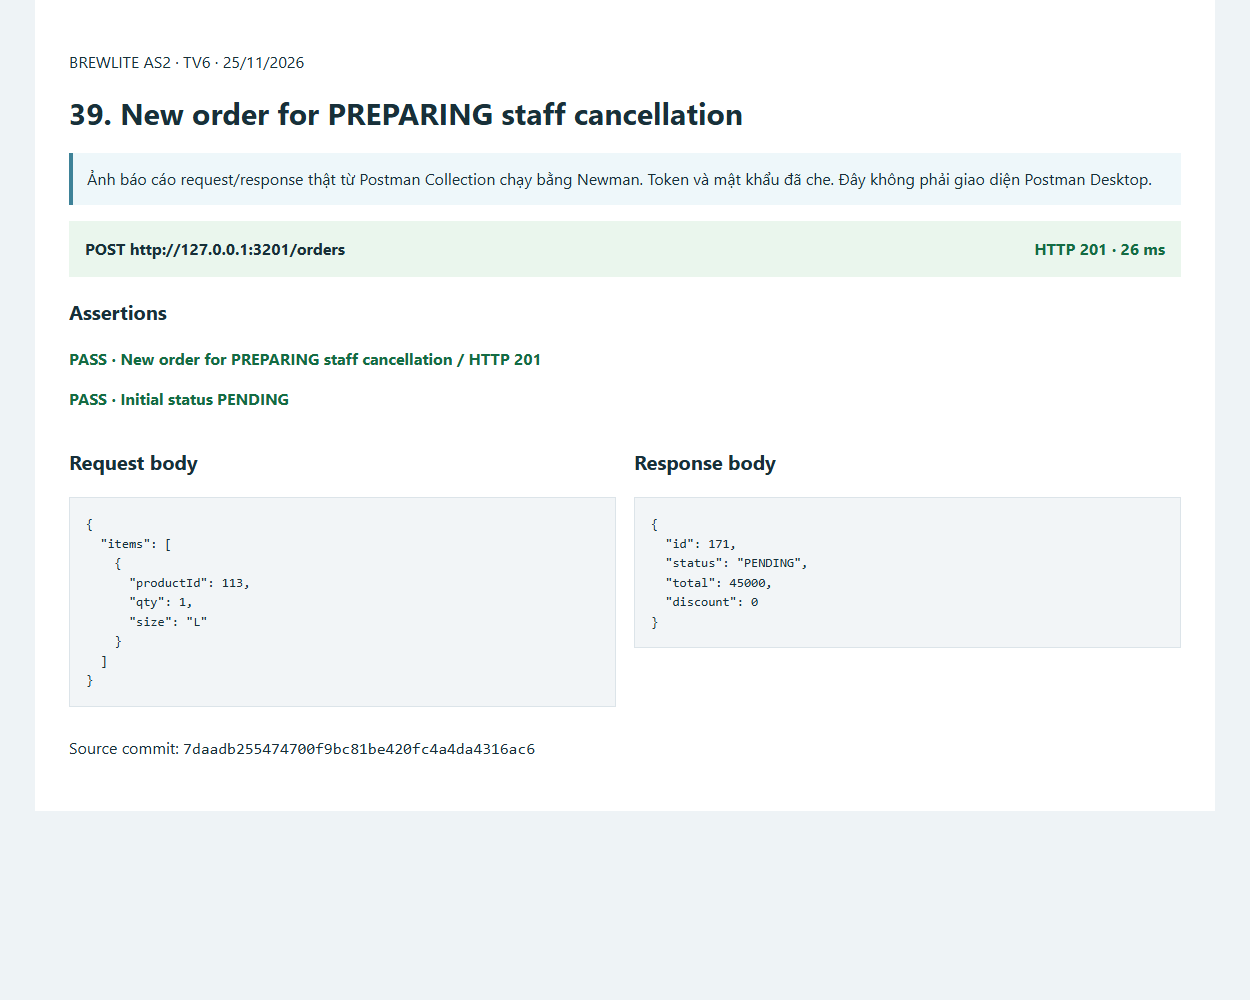 BREWLITE AS2 · TV6 · 25/11/2026
39. New order for PREPARING staff cancellation
Ảnh báo cáo request/response thật từ Postman Collection chạy bằng Newman. Token và mật khẩu đã che. Đây không phải giao diện Postman Desktop.
POST http://127.0.0.1:3201/orders
HTTP 201 · 26 ms
Assertions
PASS · New order for PREPARING staff cancellation / HTTP 201
PASS · Initial status PENDING
Request body
{
  "items": [
    {
      "productId": 113,
      "qty": 1,
      "size": "L"
    }
  ]
}
Response body
{
  "id": 171,
  "status": "PENDING",
  "total": 45000,
  "discount": 0
}
Source commit: 7daadb255474700f9bc81be420fc4a4da4316ac6